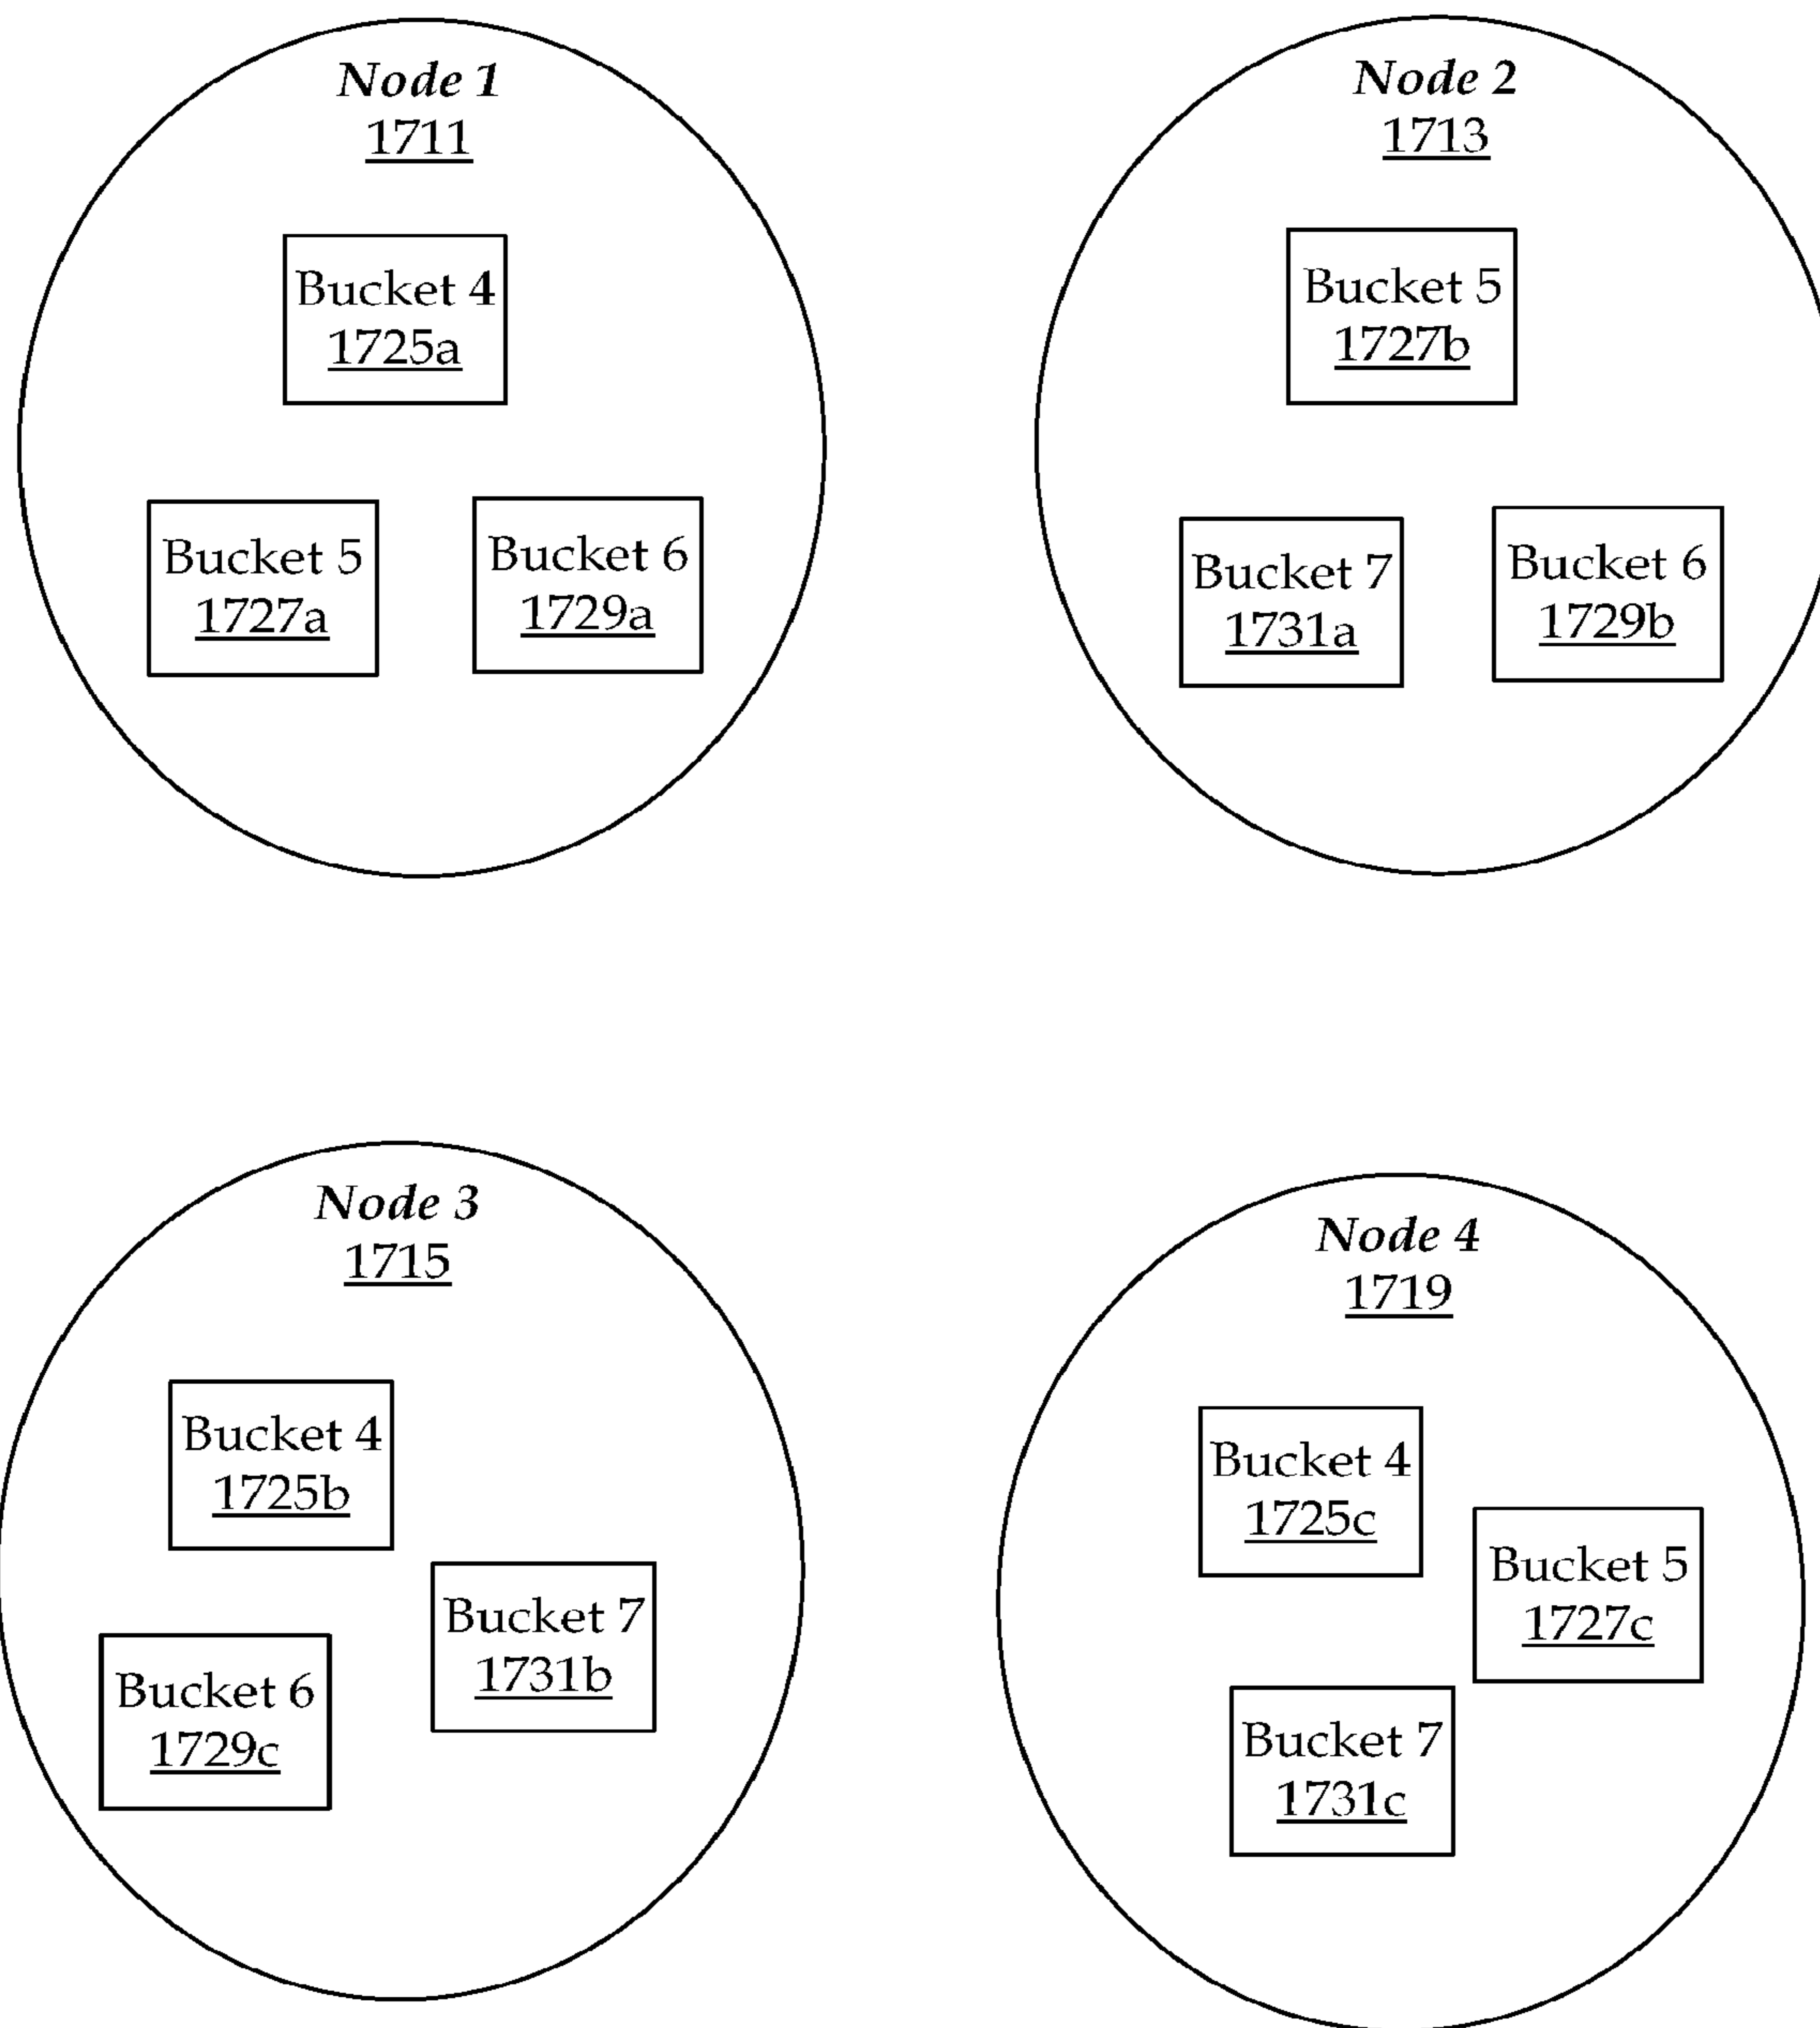 Node 1
1711
Bucket 4
1725a
Bucket 5
1727a
Bucket 6
1729a
Node 2
1713
Bucket 5
1727b
Bucket 7
1731a
Bucket 6
1729b
Node 3
1715
Bucket 4
1725b
Bucket 7
1731b
Bucket 6
1729c
Node 4
1719
Bucket 4
1725c
Bucket 5
1727c
Bucket 7
1731c